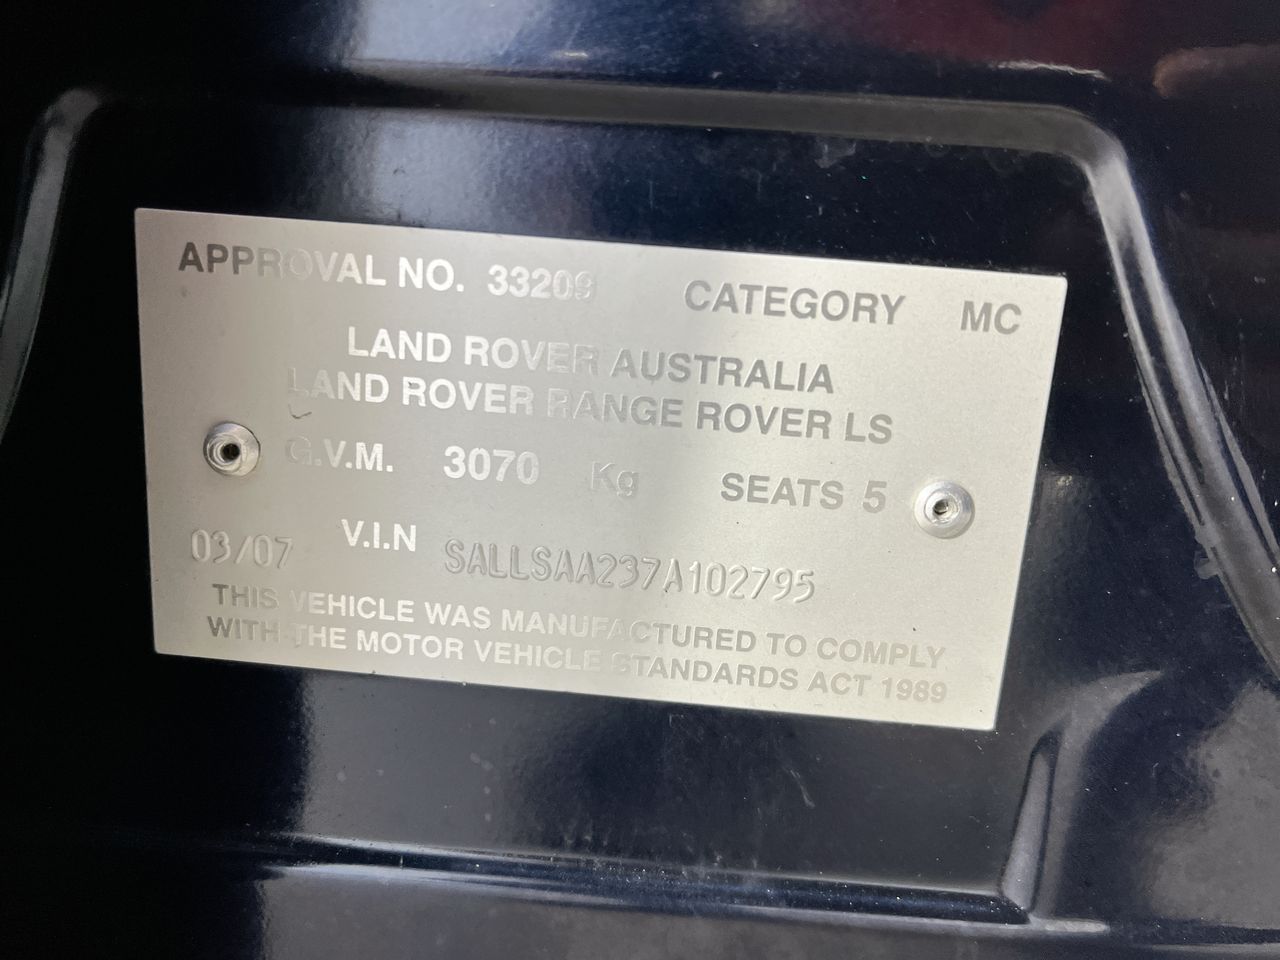 APPROVAL NO. 33209 CATEGORY MC
LAND ROVER AUSTRALIA
LAND ROVER RANGE ROVER LS
G.V.M. 3070 Kg SEATS 5
03/07 V.I.N SALLSAA237A102795
THIS VEHICLE WAS MANUFACTURED TO COMPLY
WITH THE MOTOR VEHICLE STANDARDS ACT 1989